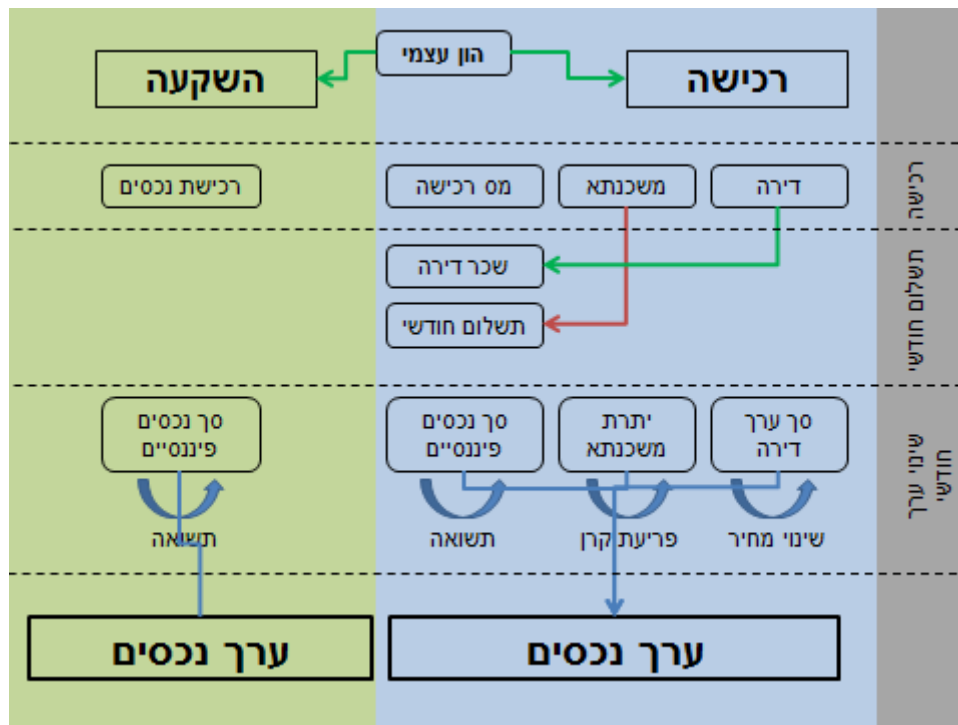 הון עצמי
רכישה
השקעה
רכישה
דירה
משכנתא
מס רכישה
רכישת נכסים
תשלום חודשי
שכר דירה
תשלום חודשי
שינוי ערך
חודשי
סך ערך
דירה
יתרת
משכנתא
סך נכסים
פיננסיים
סך נכסים
פיננסיים
שינוי מחיר
פריעת קרן
תשואה
תשואה
ערך נכסים
ערך נכסים